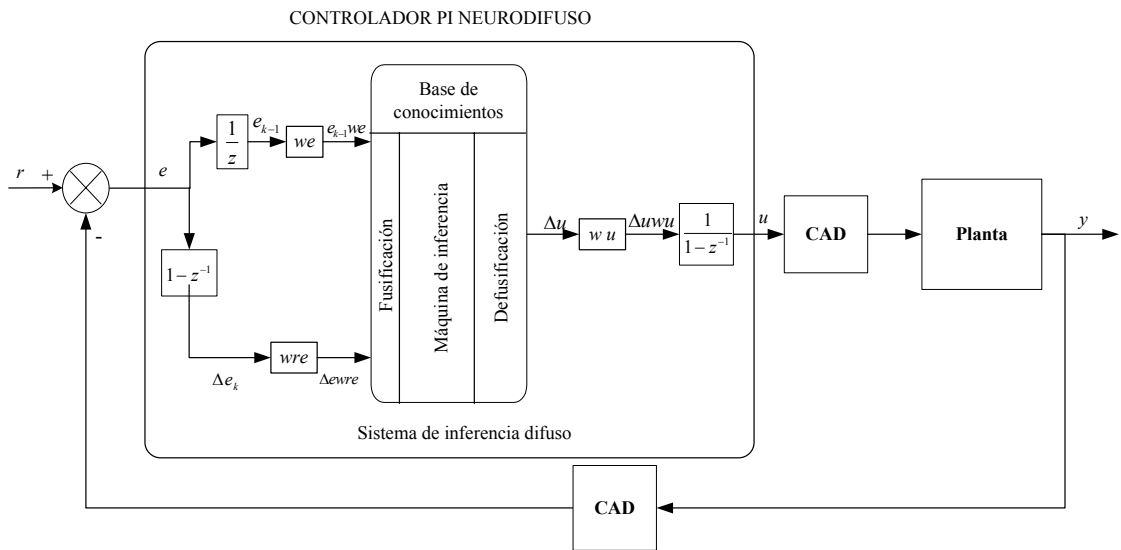 CONTROLADOR PI NEURODIFUSO
Base de
conocimientos
r
+
-
e
1
z
e_{k-1}
we
e_{k-1}we
1 - z^{-1}
Δe_k
wre
Δewre
Fusificación
Máquina de inferencia
Defusificación
Δu
w u
Δuwu
1
1 - z^{-1}
u
CAD
Planta
y
Sistema de inferencia difuso
CAD